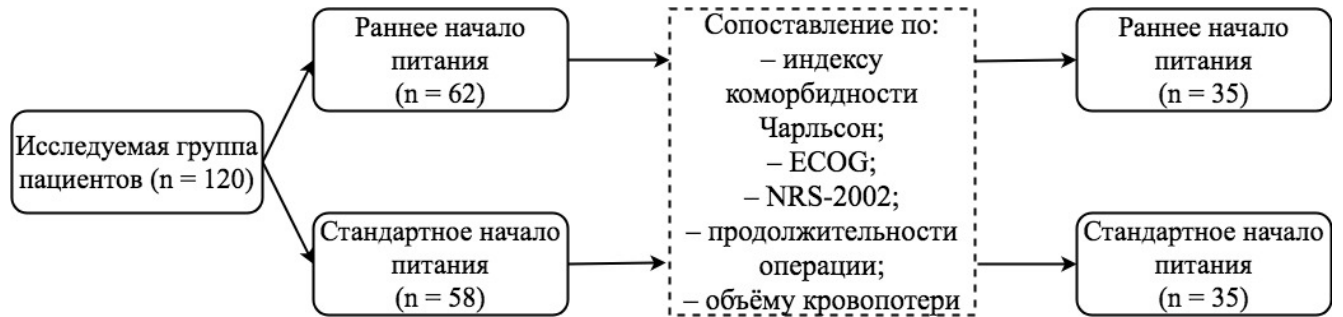 Исследуемая группа
пациентов (n = 120)
Раннее начало
питания
(n = 62)
Стандартное начало
питания
(n = 58)
Сопоставление по:
– индексу
коморбидности
Чарльсон;
– ECOG;
– NRS-2002;
– продолжительности
операции;
– объёму кровопотери
Раннее начало
питания
(n = 35)
Стандартное начало
питания
(n = 35)